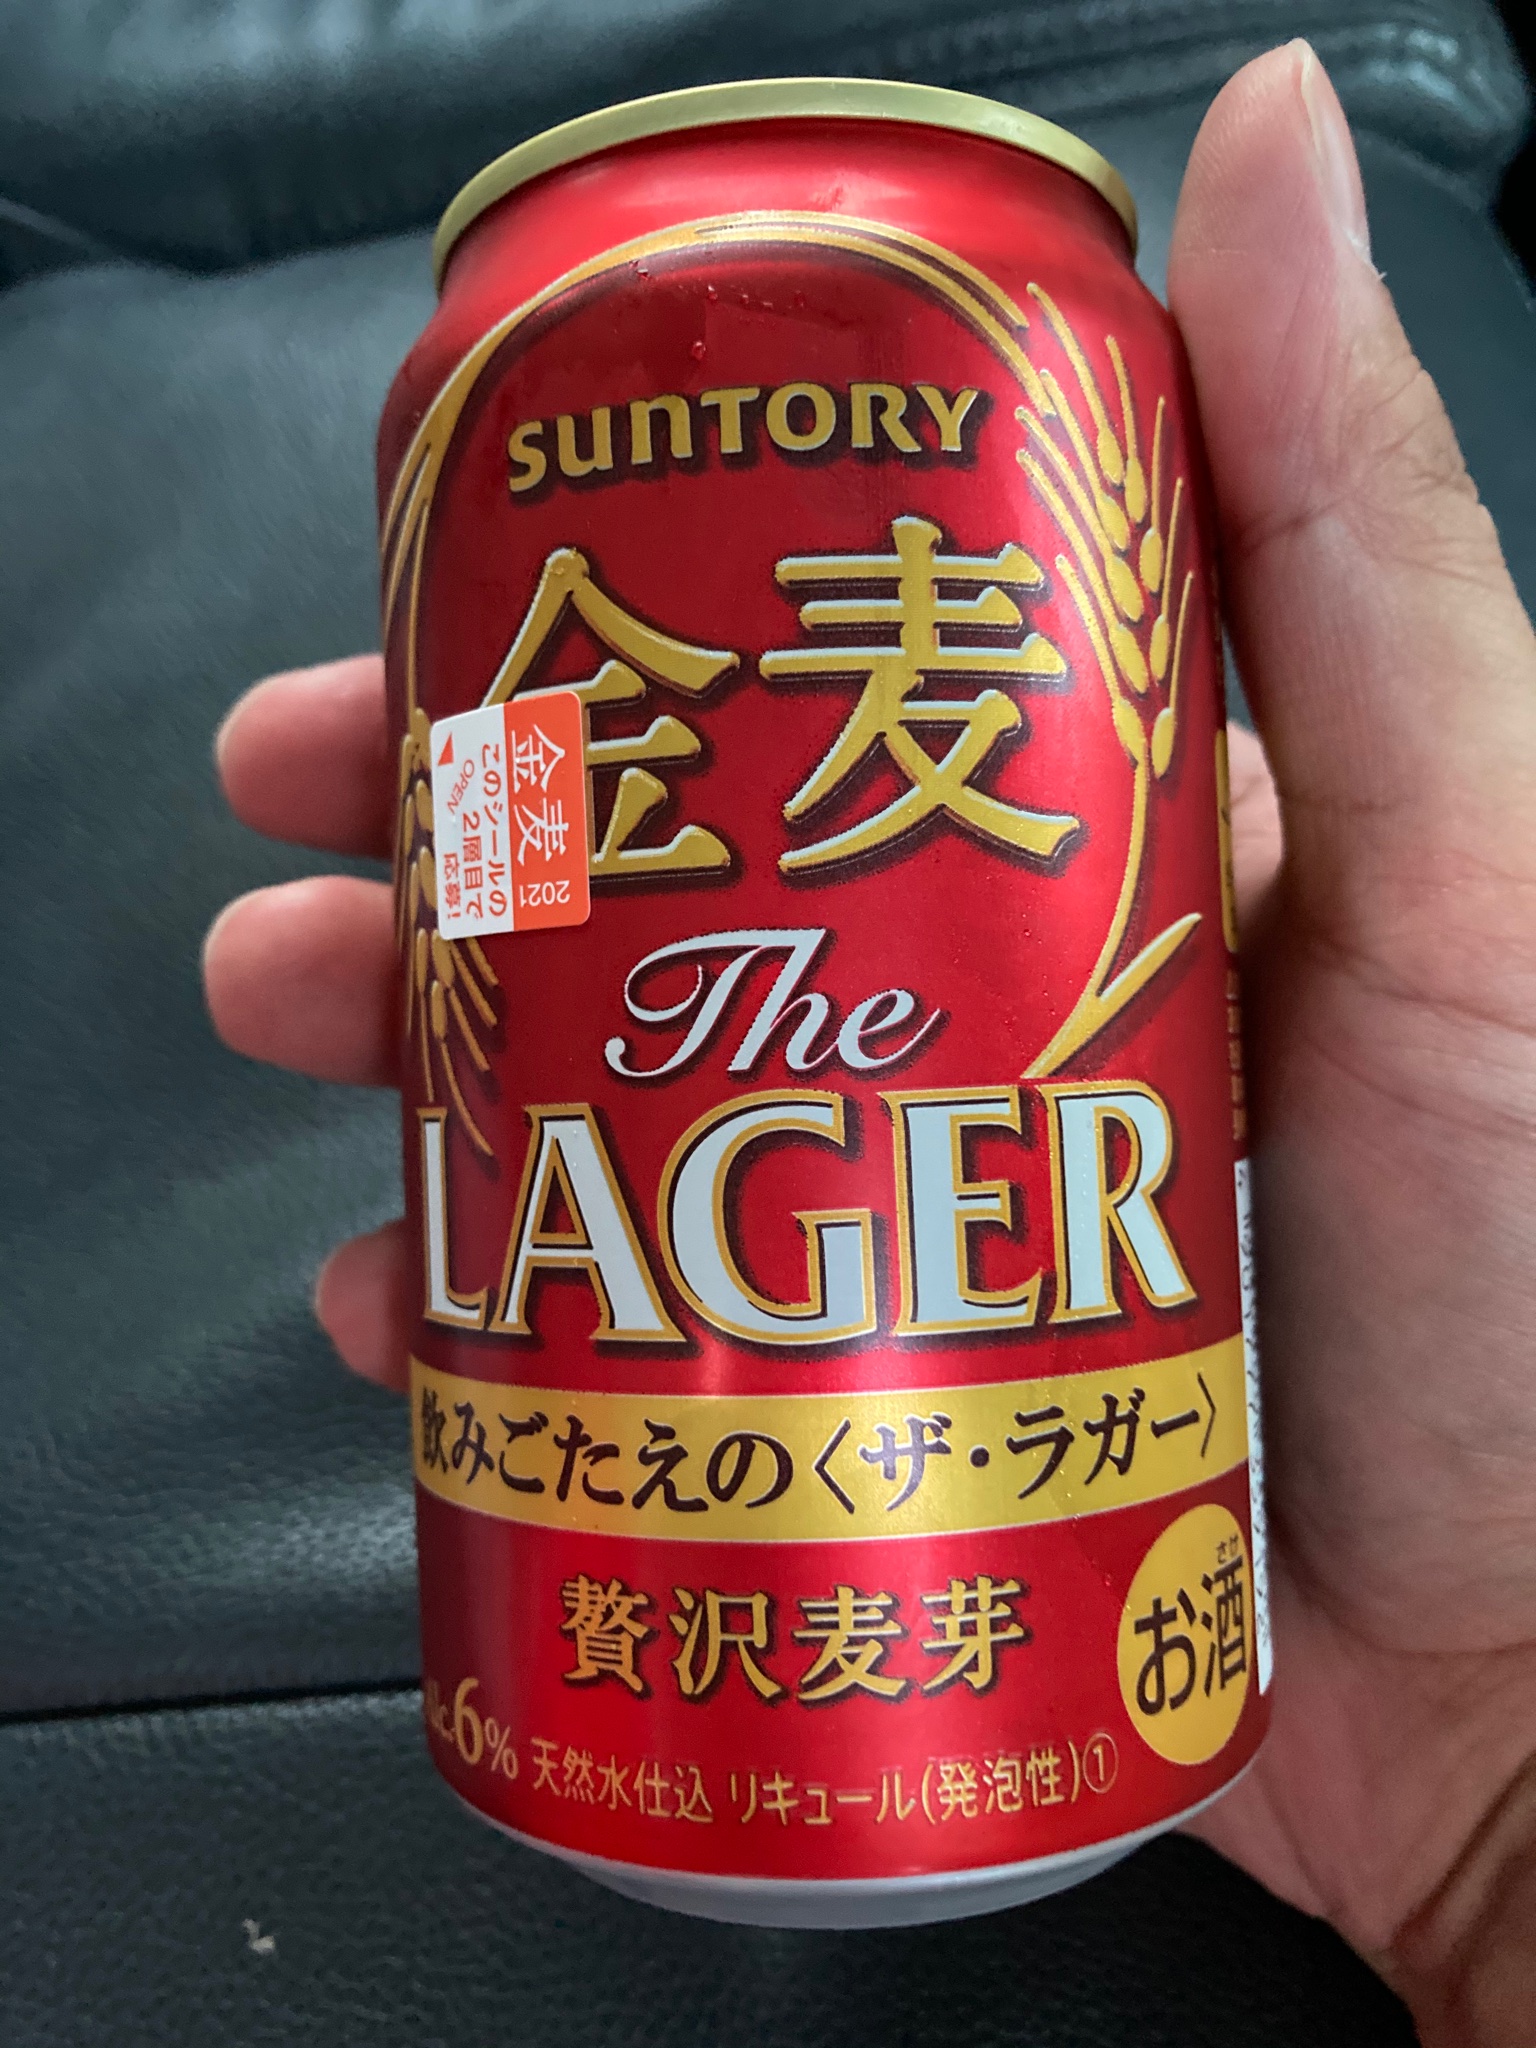 SUNTORY
金麦
金麦 2021
このシールの
2層目で
応募!
OPEN
The
LAGER
飲みごたえの〈ザ・ラガー〉
贅沢麦芽
さけ
お酒
Alc.6% 天然水仕込 リキュール(発泡性)①